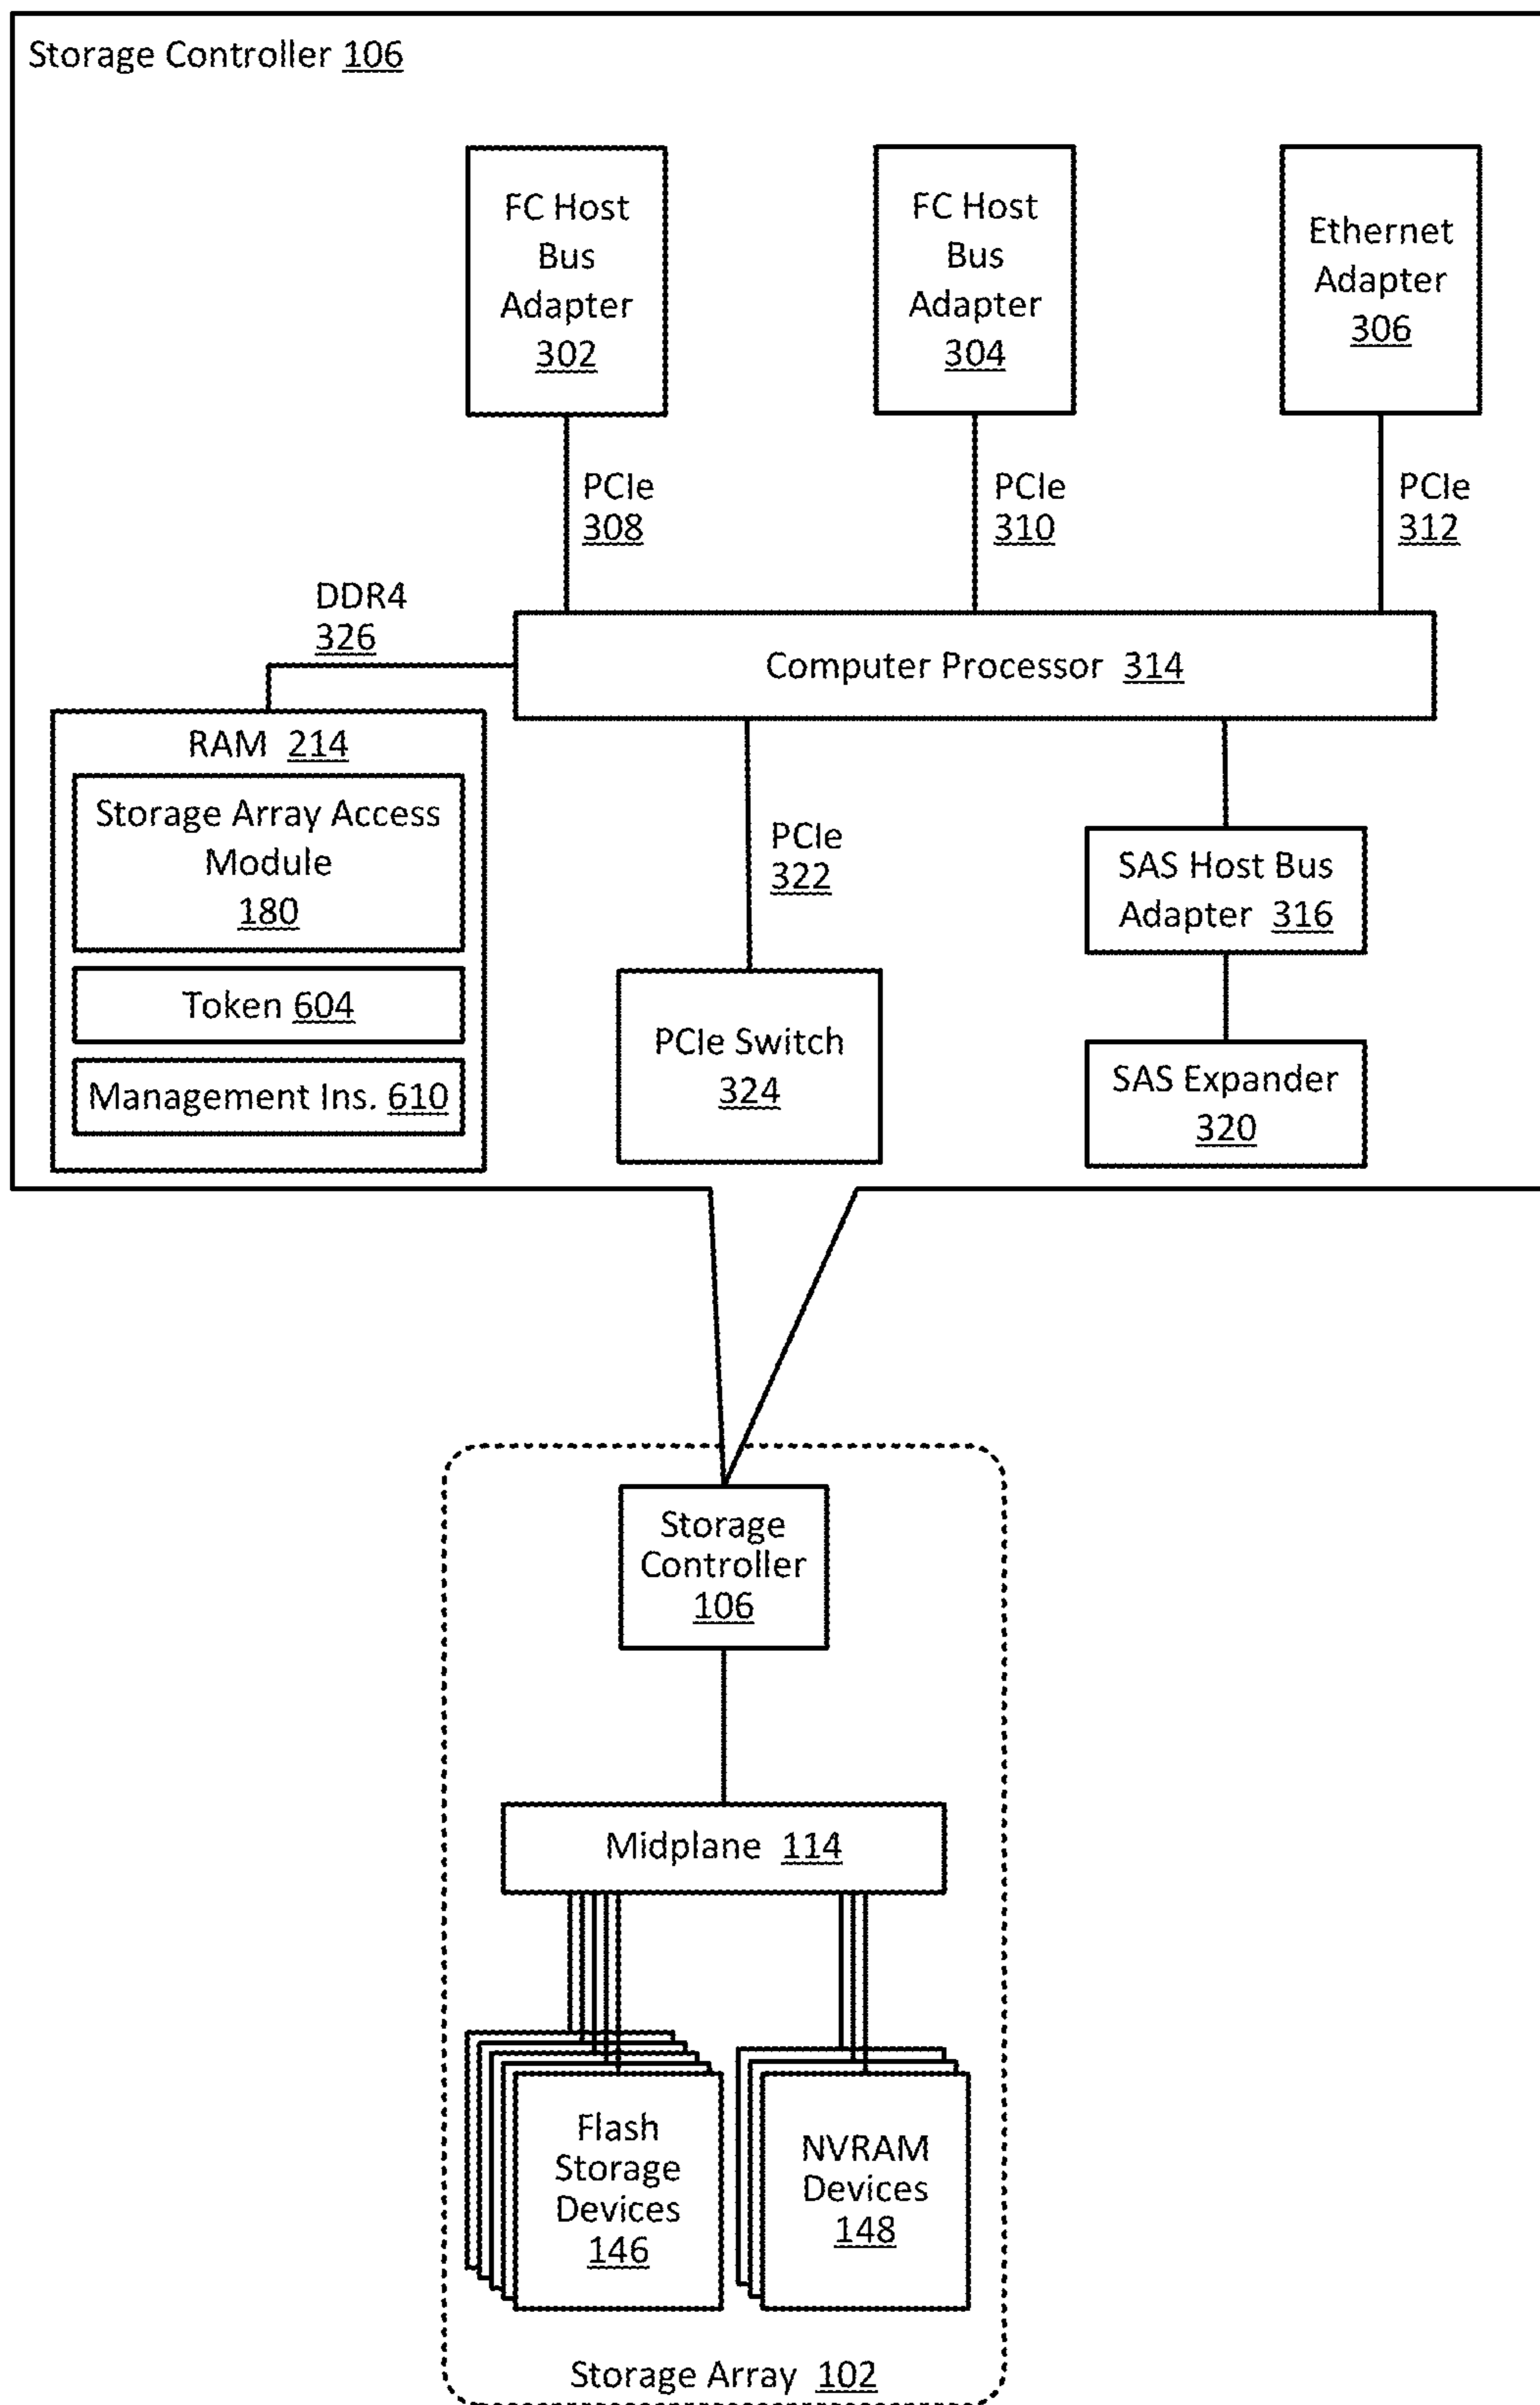 Storage Controller 106
FC Host
Bus
Adapter
302
FC Host
Bus
Adapter
304
Ethernet
Adapter
306
PCIe
308
PCIe
310
PCIe
312
DDR4
326
Computer Processor 314
RAM 214
Storage Array Access
Module
180
Token 604
Management Ins. 610
PCIe
322
PCIe Switch
324
SAS Host Bus
Adapter 316
SAS Expander
320
Storage
Controller
106
Midplane 114
Flash
Storage
Devices
146
NVRAM
Devices
148
Storage Array 102